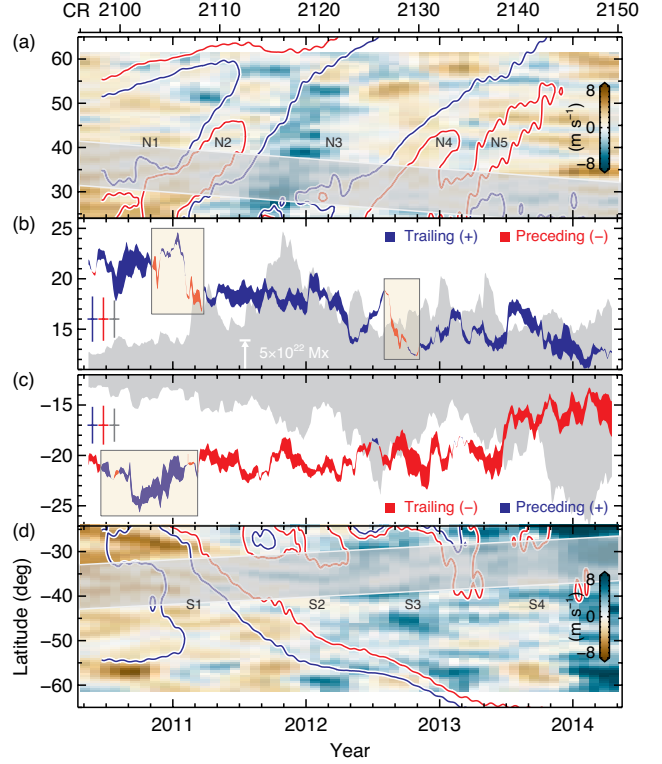 CR 2100 2110 2120 2130 2140 2150
(a)
60
50
40
30
N1 N2 N3 N4 N5
8
0
−8
(m s⁻¹)
(b)
25
20
15
Trailing (+) Preceding (−)
5×10²² Mx
(c)
−15
−20
−25
Trailing (−) Preceding (+)
(d)
−30
−40
−50
−60
S1 S2 S3 S4
8
0
−8
(m s⁻¹)
Latitude (deg)
2011 2012 2013 2014
Year